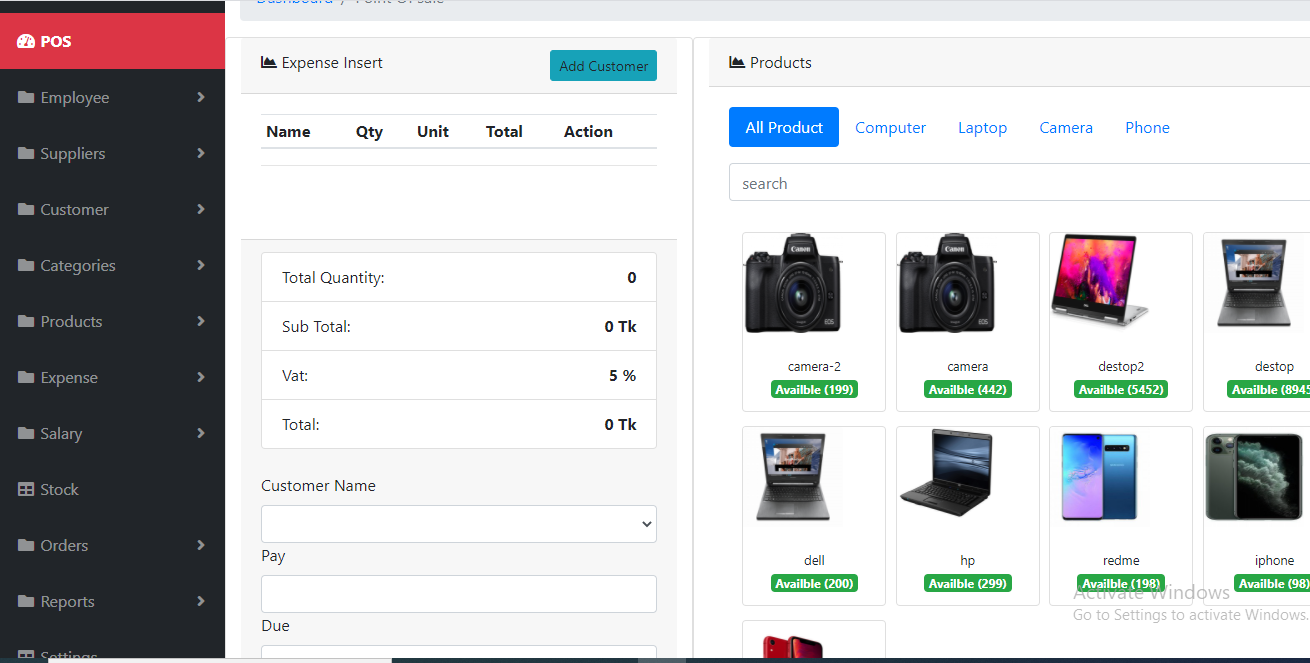 Dashboard / Point Of sale
POS
Employee
Suppliers
Customer
Categories
Products
Expense
Salary
Stock
Orders
Reports
Settings
Expense Insert
Add Customer
Name Qty Unit Total Action
Total Quantity: 0
Sub Total: 0 Tk
Vat: 5 %
Total: 0 Tk
Customer Name
Pay
Due
Products
All Product Computer Laptop Camera Phone
search
Canon
EOS
Canon
EOS
camera-2
Availble (199)
camera
Availble (442)
destop2
Availble (5452)
destop
Availble (8945
dell
Availble (200)
hp
Availble (299)
redme
Availble (198)
iphone
Availble (98)
Activate Windows
Go to Settings to activate Windows.